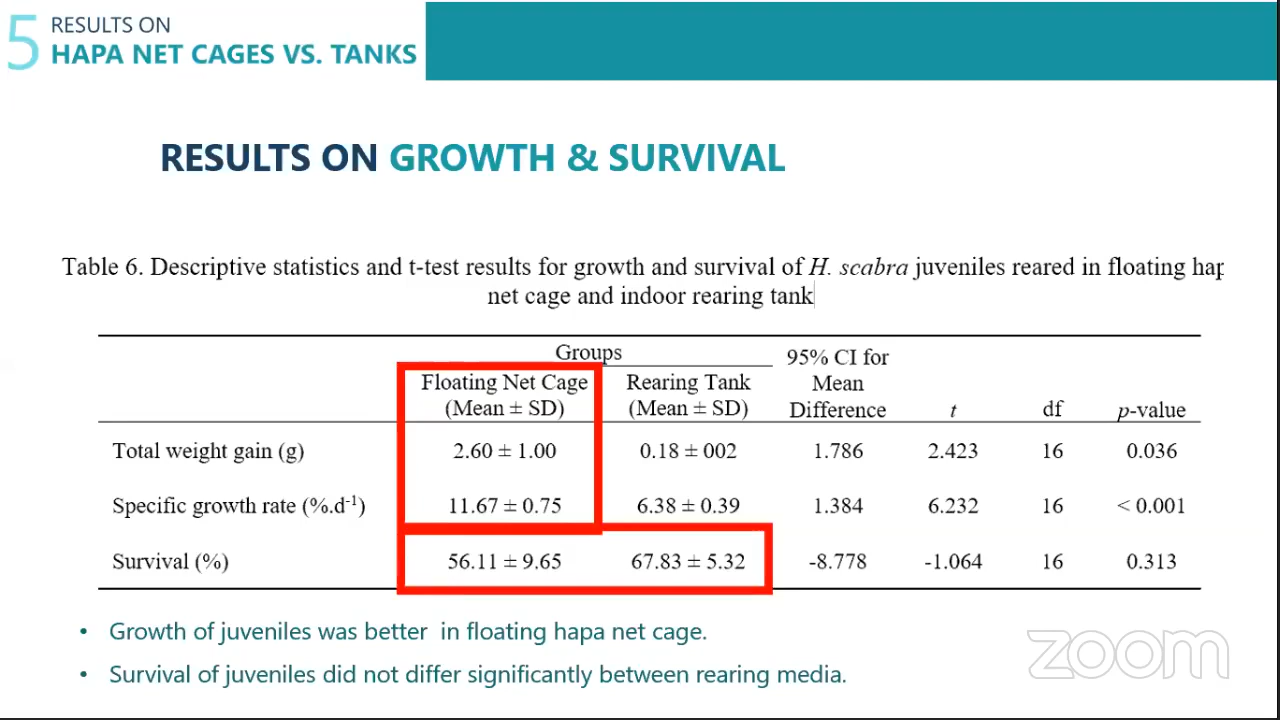 5
RESULTS ON
HAPA NET CAGES VS. TANKS
RESULTS ON GROWTH & SURVIVAL
Table 6. Descriptive statistics and t-test results for growth and survival of H. scabra juveniles reared in floating hap
net cage and indoor rearing tank
Groups
95% CI for Mean Difference
Floating Net Cage (Mean ± SD)
Rearing Tank (Mean ± SD)
t
df
p-value
Total weight gain (g) 2.60 ± 1.00 0.18 ± 002 1.786 2.423 16 0.036
Specific growth rate (%.d-1) 11.67 ± 0.75 6.38 ± 0.39 1.384 6.232 16 < 0.001
Survival (%) 56.11 ± 9.65 67.83 ± 5.32 -8.778 -1.064 16 0.313
• Growth of juveniles was better in floating hapa net cage.
• Survival of juveniles did not differ significantly between rearing media.
zoom